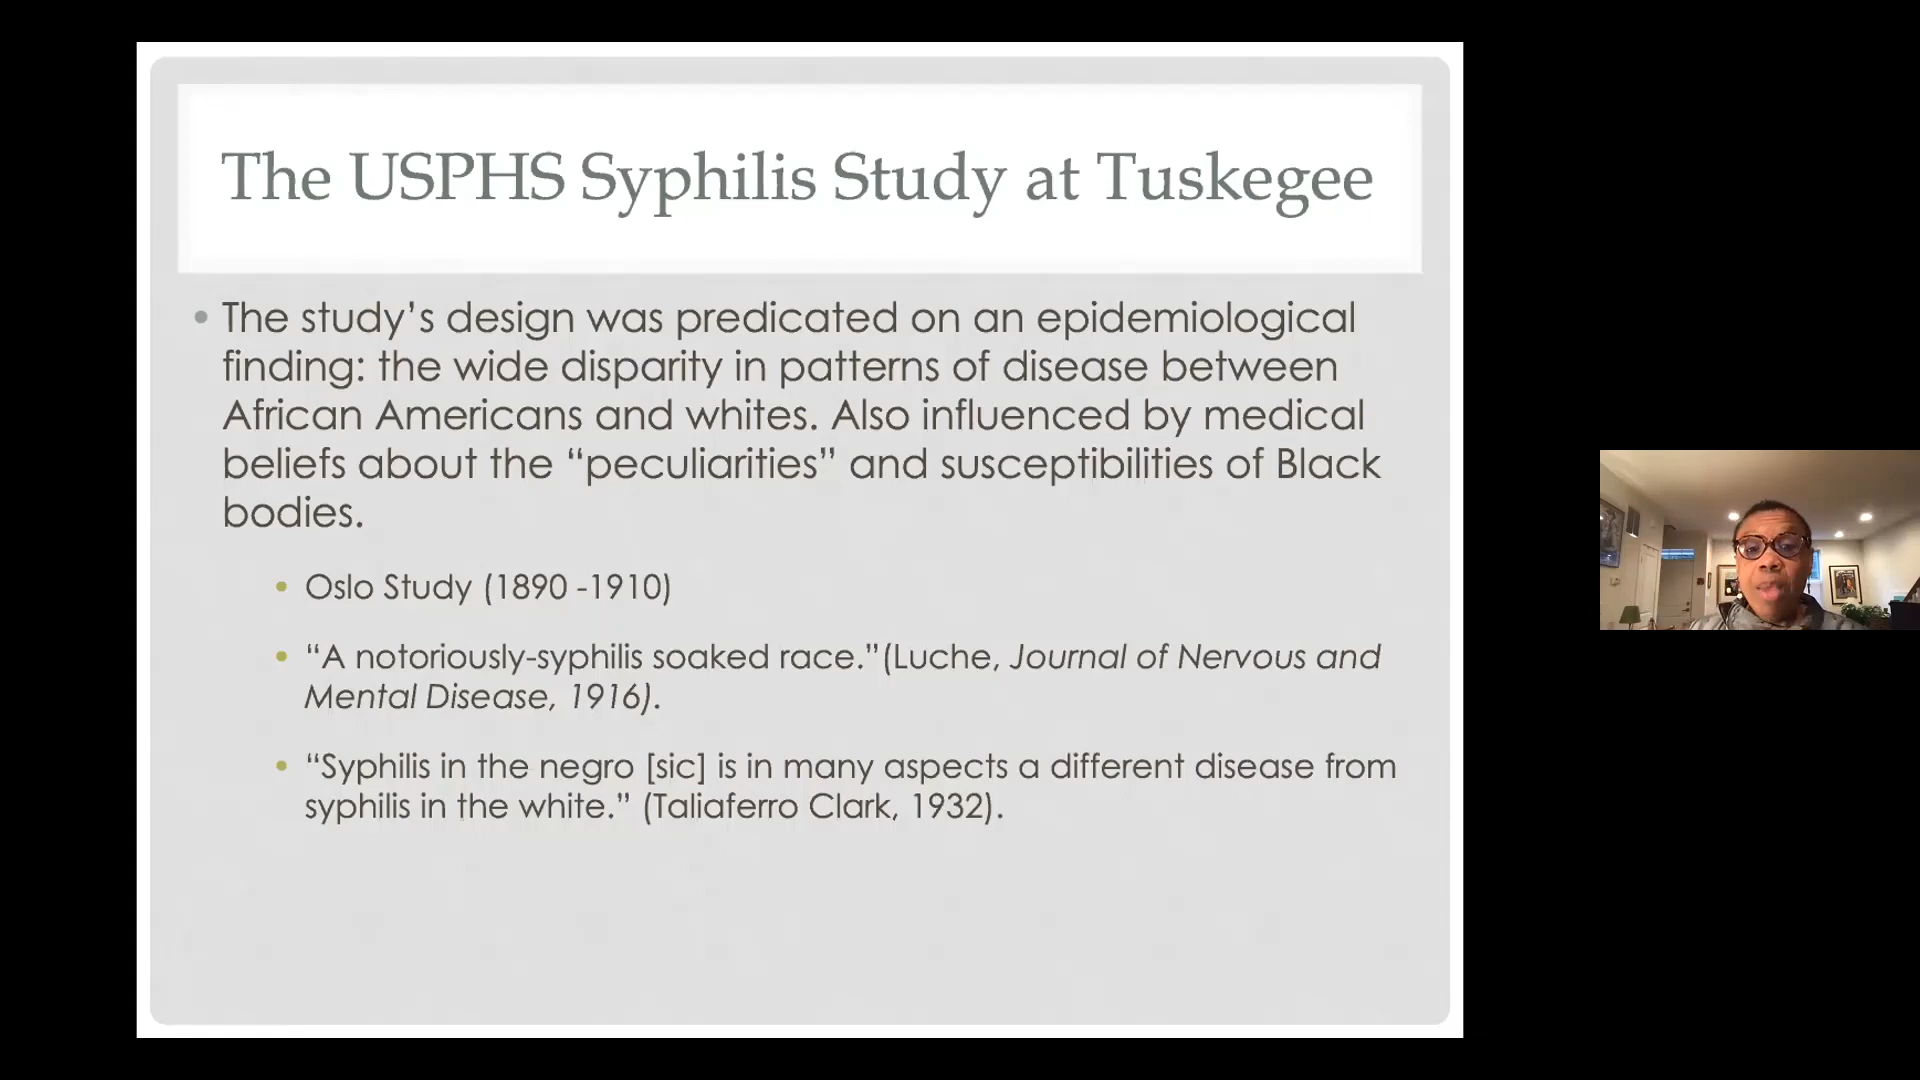 The USPHS Syphilis Study at Tuskegee
• The study’s design was predicated on an epidemiological
finding: the wide disparity in patterns of disease between
African Americans and whites. Also influenced by medical
beliefs about the “peculiarities” and susceptibilities of Black
bodies.
• Oslo Study (1890 -1910)
• “A notoriously-syphilis soaked race.”(Luche, Journal of Nervous and
Mental Disease, 1916).
• “Syphilis in the negro [sic] is in many aspects a different disease from
syphilis in the white.” (Taliaferro Clark, 1932).